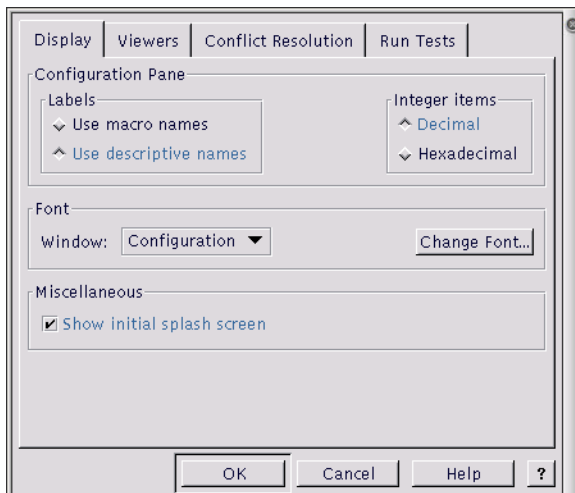 Display Viewers Conflict Resolution Run Tests
Configuration Pane
Labels
Use macro names
Use descriptive names
Integer items
Decimal
Hexadecimal
Font
Window: Configuration Change Font...
Miscellaneous
Show initial splash screen
OK Cancel Help ?